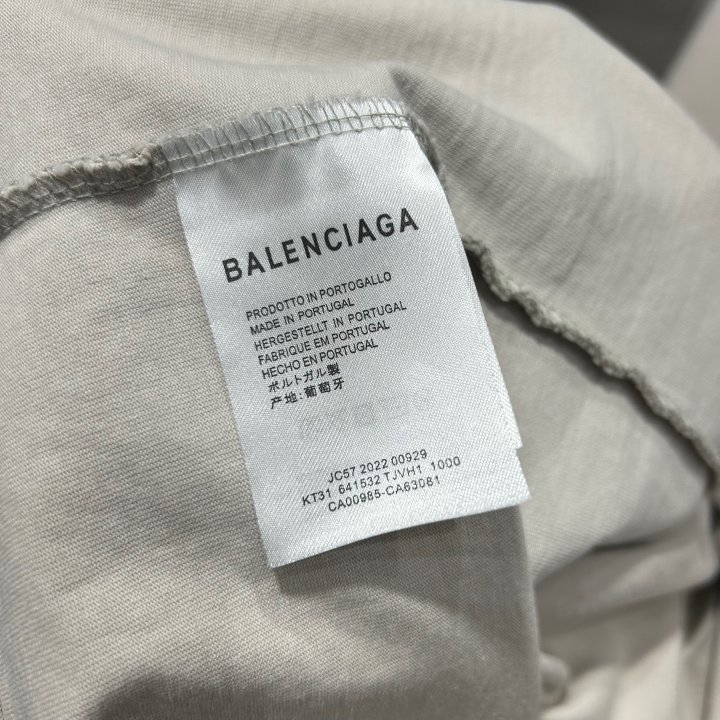 BALENCIAGA
PRODOTTO IN PORTOGALLO
MADE IN PORTUGAL
HERGESTELLT IN PORTUGAL
FABRIQUE EM PORTUGAL
HECHO EN PORTUGAL
ポルトガル製
产地:葡萄牙
JC57 2022 00929
KT31 641532 TJVH1 1000
CA00985-CA63081